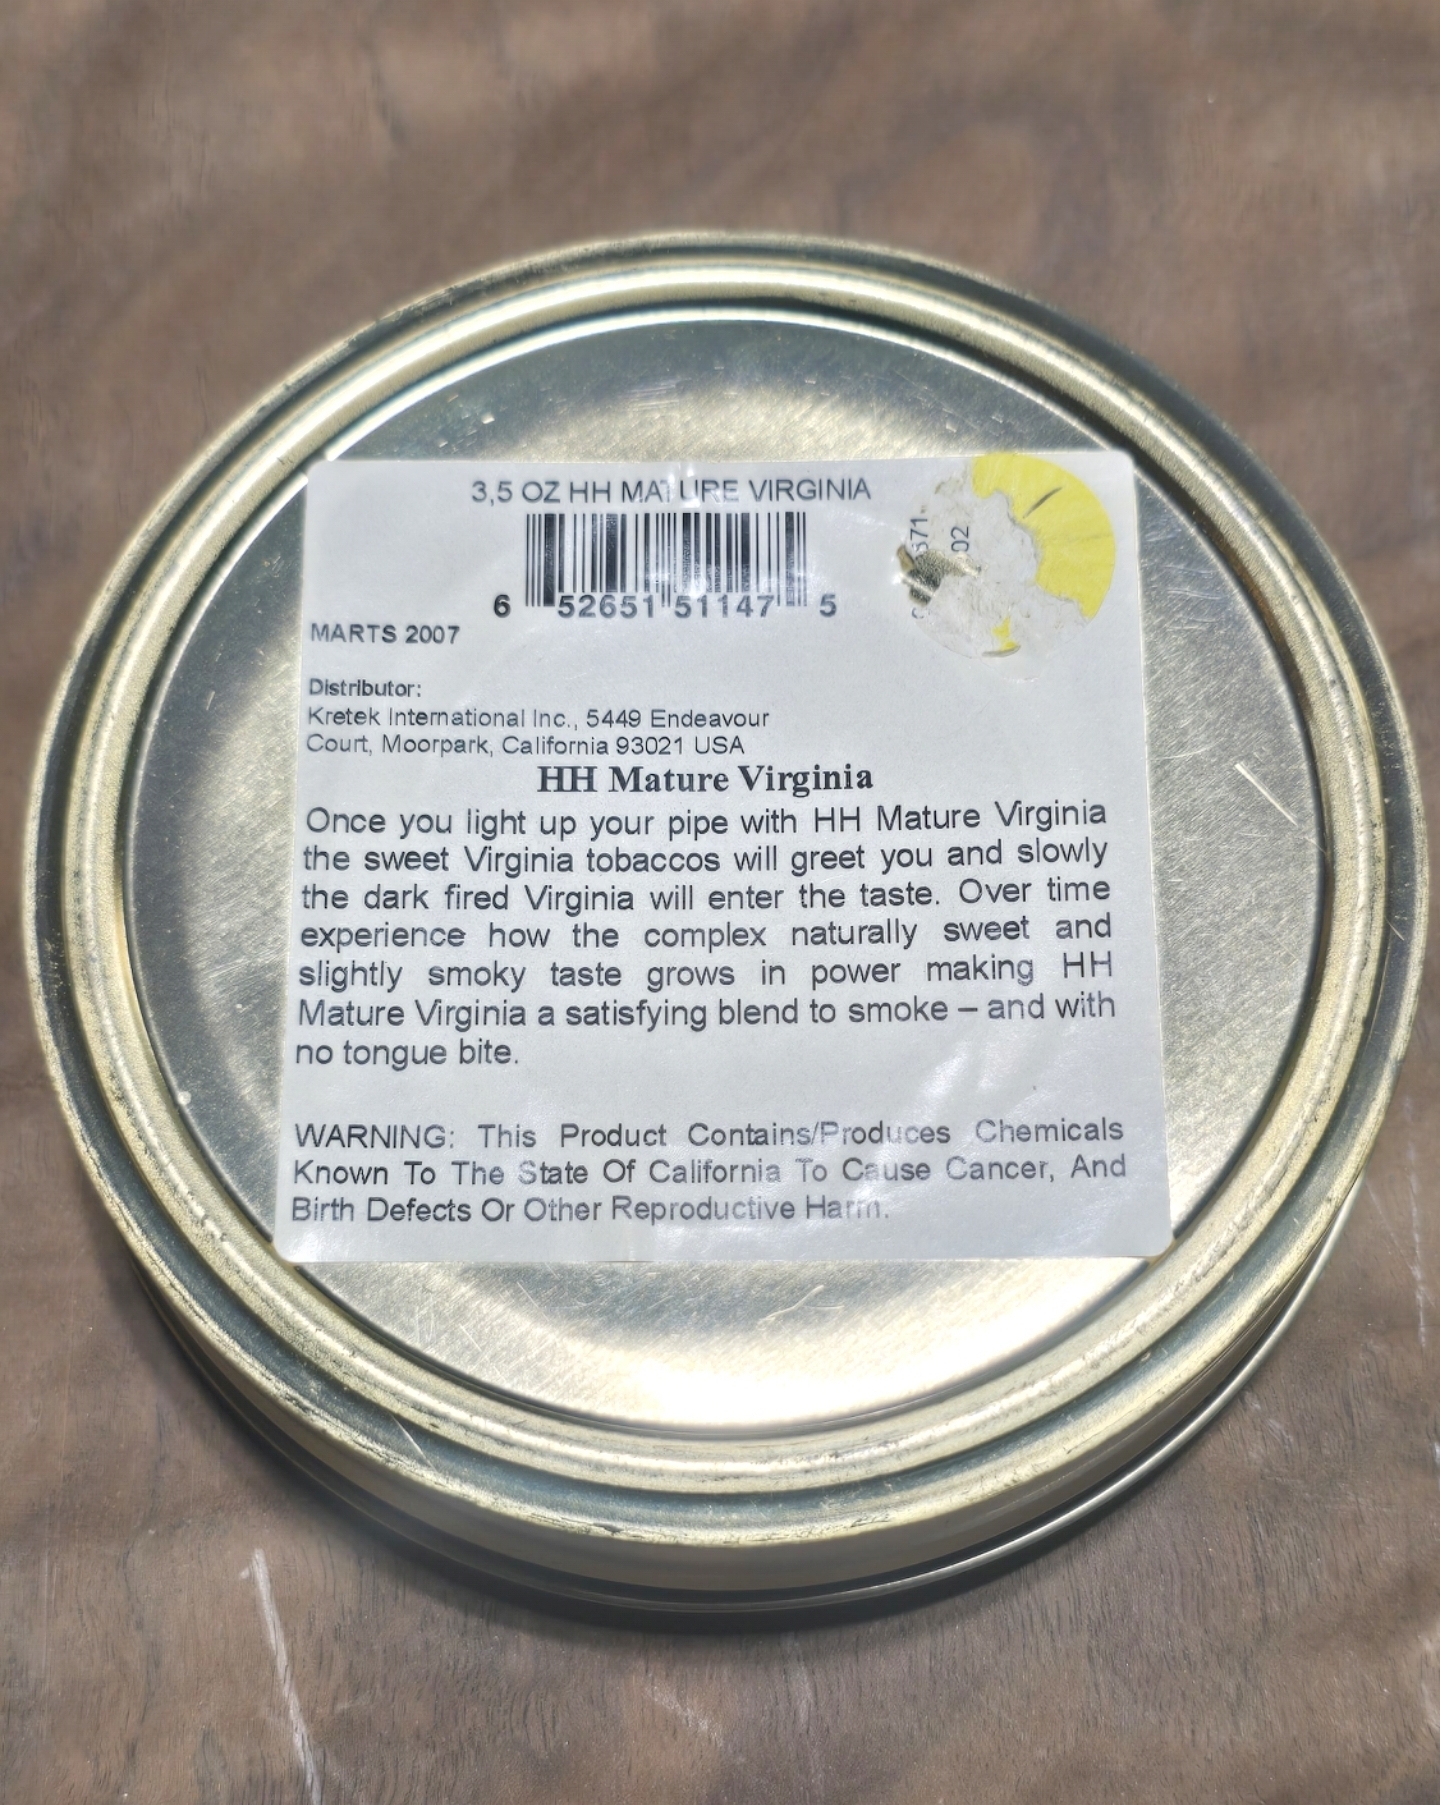 3,5 OZ HH MATURE VIRGINIA
6 52651 51147 5
02
MARTS 2007
Distributor:
Kretek International Inc., 5449 Endeavour
Court, Moorpark, California 93021 USA
HH Mature Virginia
Once you light up your pipe with HH Mature Virginia
the sweet Virginia tobaccos will greet you and slowly
the dark fired Virginia will enter the taste. Over time
experience how the complex naturally sweet and
slightly smoky taste grows in power making HH
Mature Virginia a satisfying blend to smoke – and with
no tongue bite.
WARNING: This Product Contains/Produces Chemicals
Known To The State Of California To Cause Cancer, And
Birth Defects Or Other Reproductive Harm.